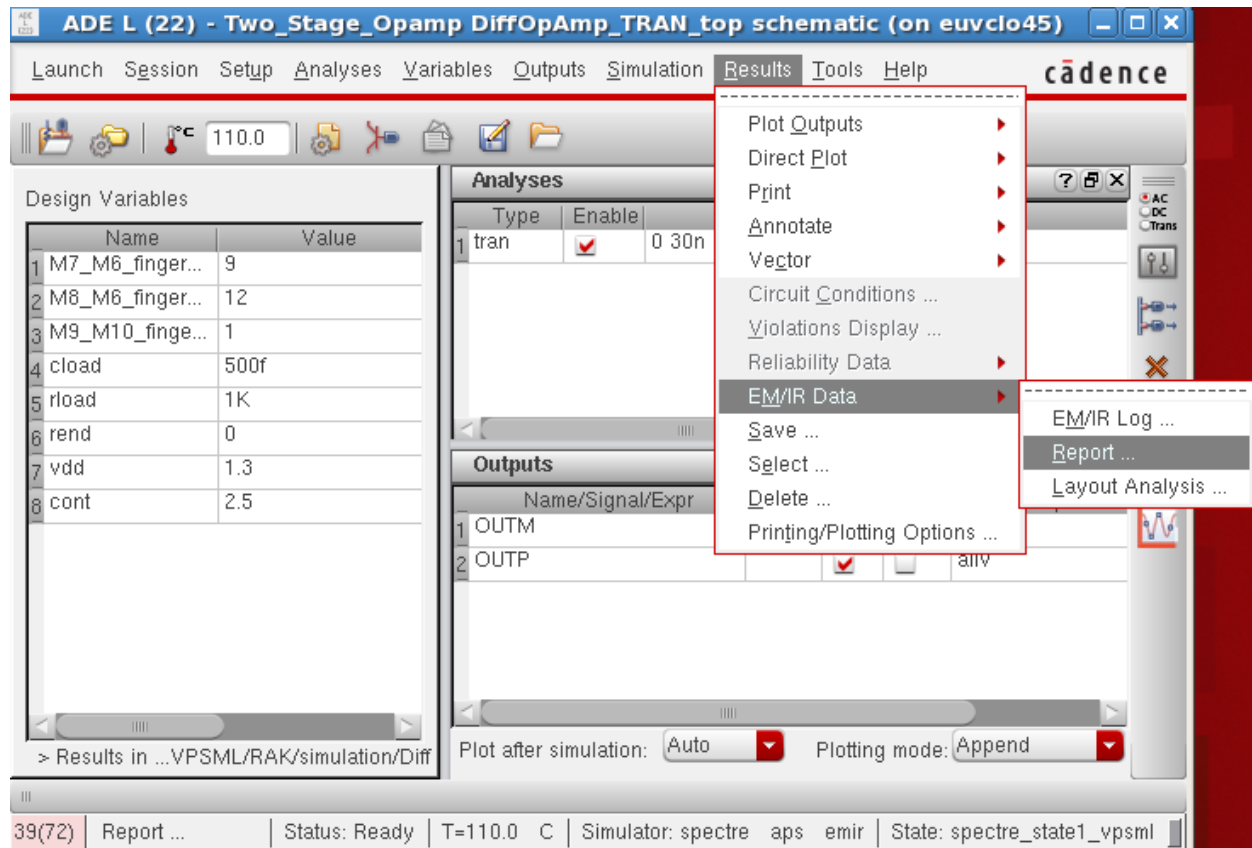 ADE L (22) - Two_Stage_Opamp DiffOpAmp_TRAN_top schematic (on euvclo45)
Launch Session Setup Analyses Variables Outputs Simulation Results Tools Help cādence
°C 110.0
Design Variables
Name Value
1 M7_M6_finger... 9
2 M8_M6_finger... 12
3 M9_M10_finge... 1
4 cload 500f
5 rload 1K
6 rend 0
7 vdd 1.3
8 cont 2.5
> Results in ...VPSML/RAK/simulation/Diff
Analyses
Type Enable
1 tran 0 30n
Outputs
Name/Signal/Expr
1 OUTM
2 OUTP allv
Plot after simulation: Auto Plotting mode: Append
Plot Outputs
Direct Plot
Print
Annotate
Vector
Circuit Conditions ...
Violations Display ...
Reliability Data
EM/IR Data
Save ...
Select ...
Delete ...
Printing/Plotting Options ...
EM/IR Log ...
Report ...
Layout Analysis ...
AC
DC
Trans
39(72) Report ... Status: Ready T=110.0 C Simulator: spectre aps emir State: spectre_state1_vpsml